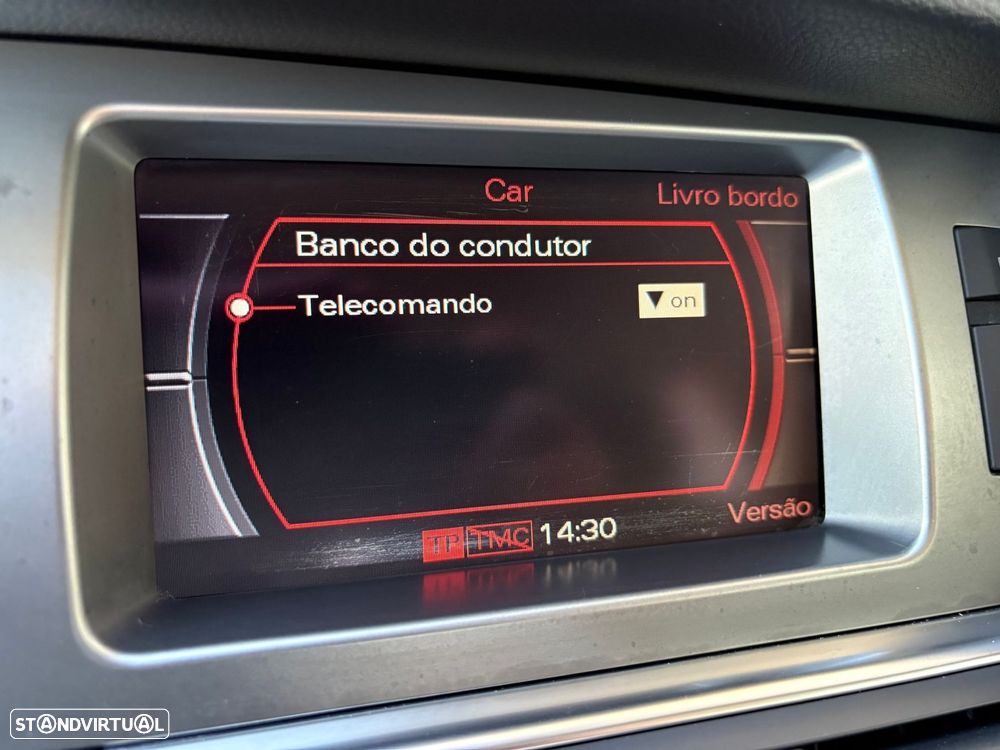 Car
Livro bordo
Banco do condutor
Telecomando
▼ on
Versão
TP TMC 14:30
STANDVIRTUAL